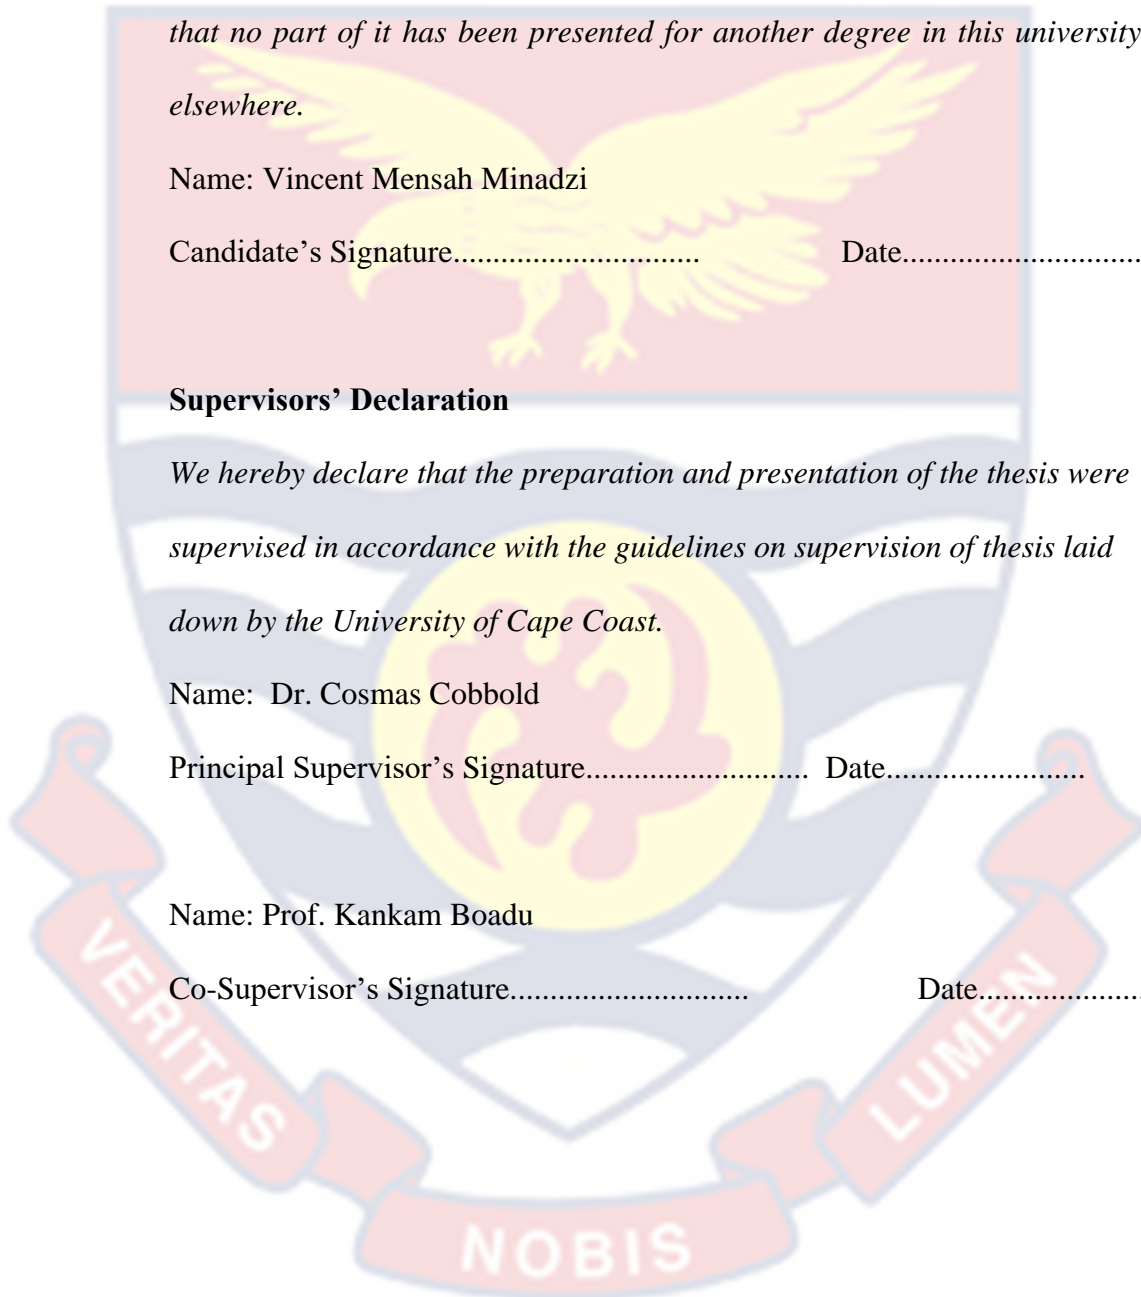 that no part of it has been presented for another degree in this university
elsewhere.
Name: Vincent Mensah Minadzi
Candidate’s Signature............................... Date..............................
Supervisors’ Declaration
We hereby declare that the preparation and presentation of the thesis were
supervised in accordance with the guidelines on supervision of thesis laid
down by the University of Cape Coast.
Name: Dr. Cosmas Cobbold
Principal Supervisor’s Signature............................ Date.........................
Name: Prof. Kankam Boadu
Co-Supervisor’s Signature.............................. Date.....................
VERITAS
NOBIS
LUMEN